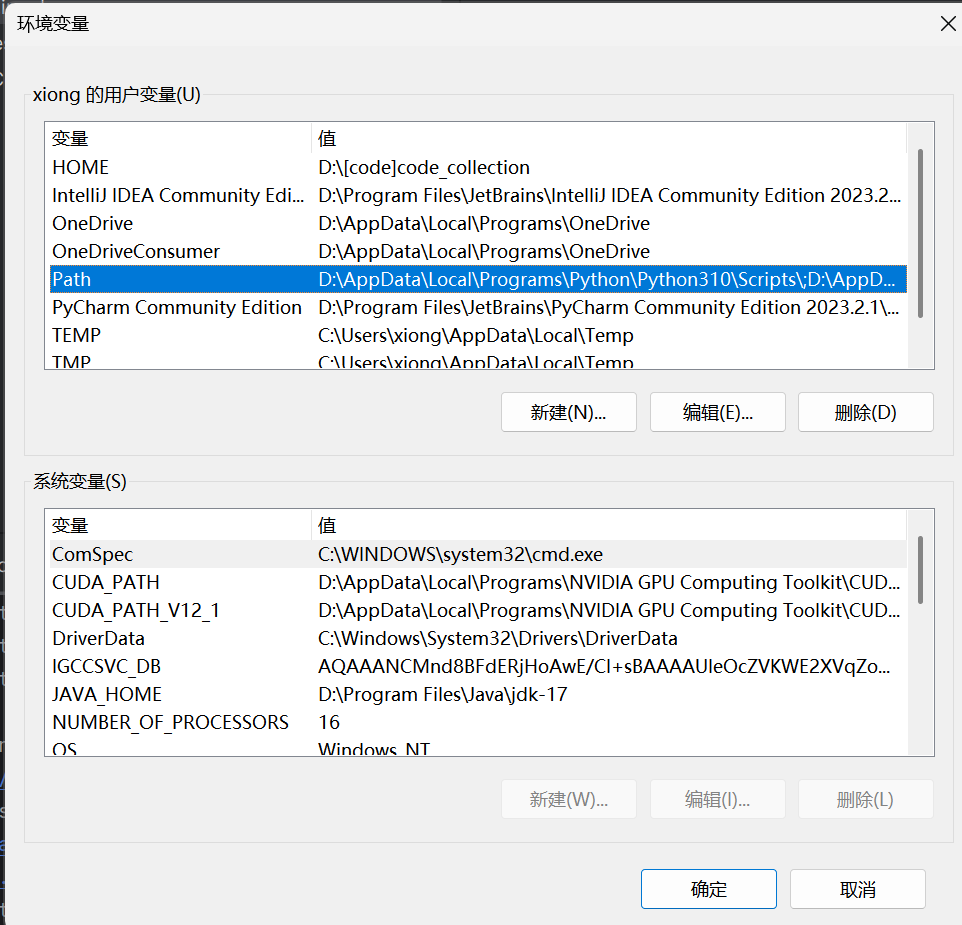 环境变量
xiong 的用户变量(U)
变量 值
HOME D:\[code]code_collection
IntelliJ IDEA Community Edi... D:\Program Files\JetBrains\IntelliJ IDEA Community Edition 2023.2...
OneDrive D:\AppData\Local\Programs\OneDrive
OneDriveConsumer D:\AppData\Local\Programs\OneDrive
Path D:\AppData\Local\Programs\Python\Python310\Scripts\;D:\AppD...
PyCharm Community Edition D:\Program Files\JetBrains\PyCharm Community Edition 2023.2.1\...
TEMP C:\Users\xiong\AppData\Local\Temp
TMP C:\Users\xiong\AppData\Local\Temp
新建(N)... 编辑(E)... 删除(D)
系统变量(S)
变量 值
ComSpec C:\WINDOWS\system32\cmd.exe
CUDA_PATH D:\AppData\Local\Programs\NVIDIA GPU Computing Toolkit\CUD...
CUDA_PATH_V12_1 D:\AppData\Local\Programs\NVIDIA GPU Computing Toolkit\CUD...
DriverData C:\Windows\System32\Drivers\DriverData
IGCCSVC_DB AQAAANCMnd8BFdERjHoAwE/Cl+sBAAAAUleOcZVKWE2XVqZo...
JAVA_HOME D:\Program Files\Java\jdk-17
NUMBER_OF_PROCESSORS 16
OS Windows_NT
新建(W)... 编辑(I)... 删除(L)
确定 取消